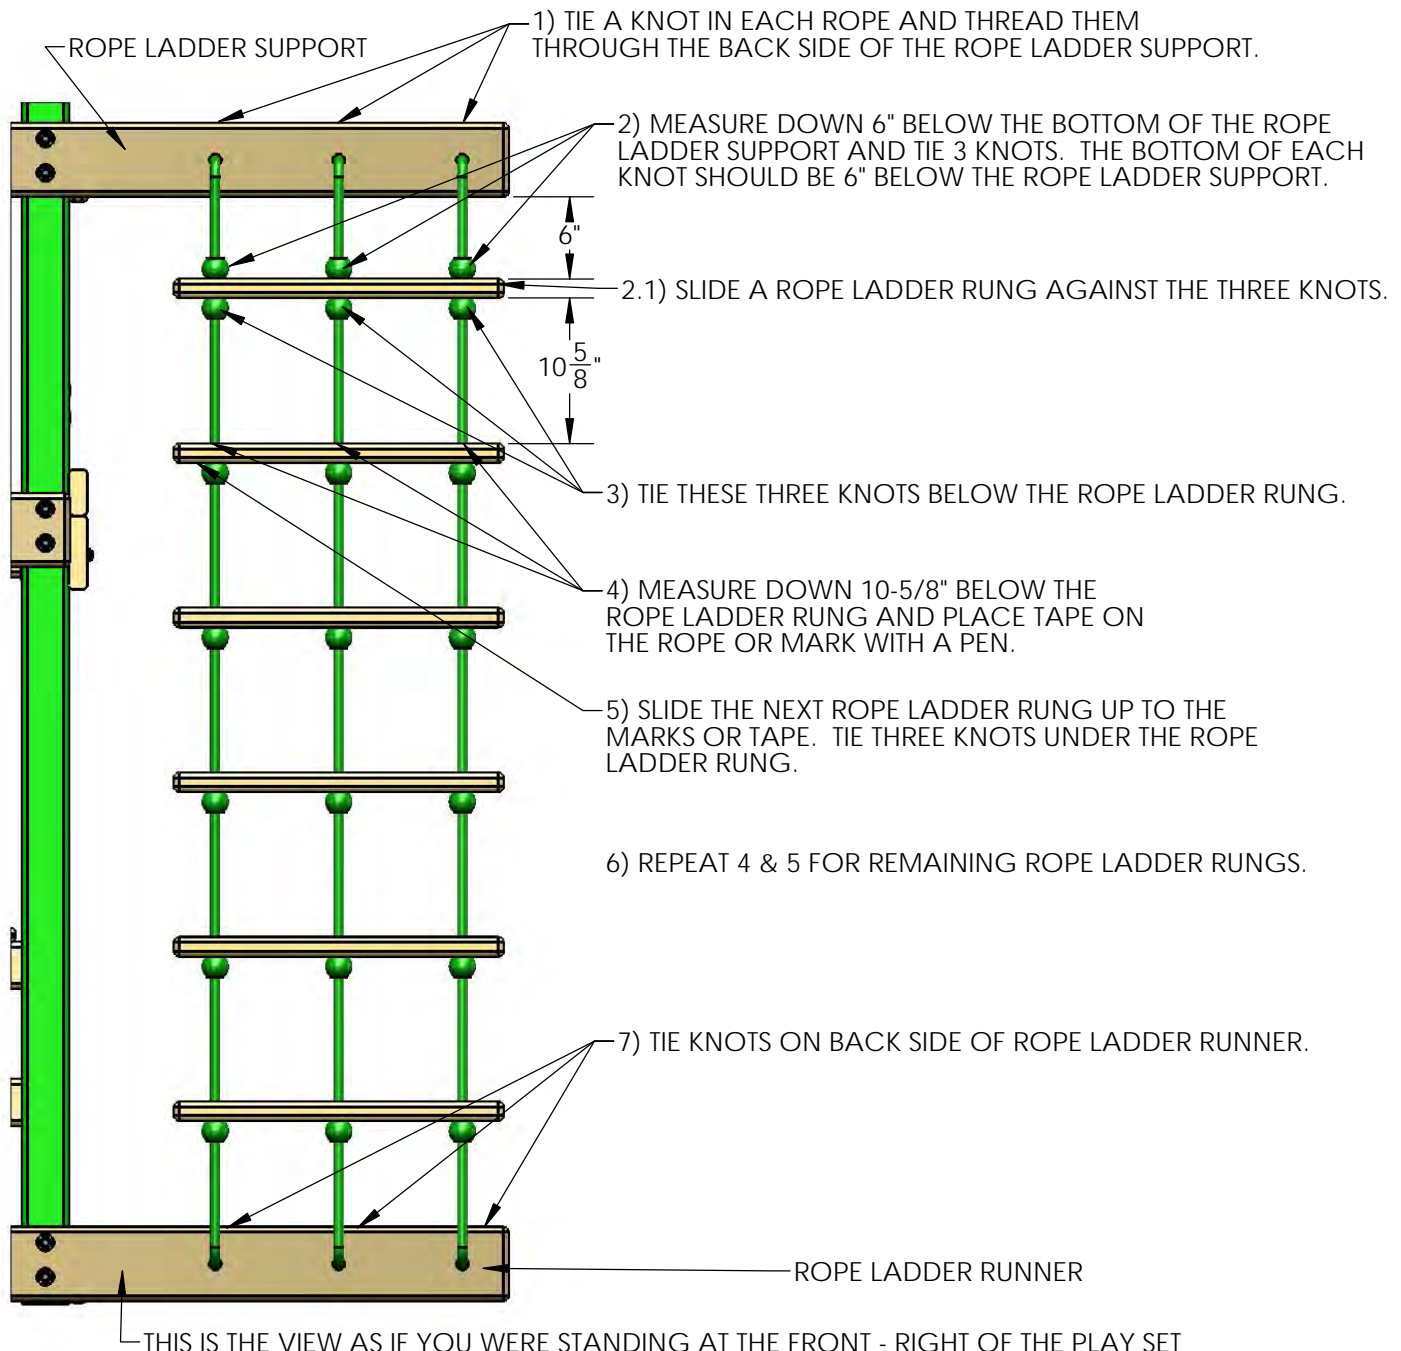 1) TIE A KNOT IN EACH ROPE AND THREAD THEM
THROUGH THE BACK SIDE OF THE ROPE LADDER SUPPORT.
ROPE LADDER SUPPORT
2) MEASURE DOWN 6" BELOW THE BOTTOM OF THE ROPE
LADDER SUPPORT AND TIE 3 KNOTS.  THE BOTTOM OF EACH
KNOT SHOULD BE 6" BELOW THE ROPE LADDER SUPPORT.
6"
2.1) SLIDE A ROPE LADDER RUNG AGAINST THE THREE KNOTS.
10 5/8"
3) TIE THESE THREE KNOTS BELOW THE ROPE LADDER RUNG.
4) MEASURE DOWN 10-5/8" BELOW THE
ROPE LADDER RUNG AND PLACE TAPE ON
THE ROPE OR MARK WITH A PEN.
5) SLIDE THE NEXT ROPE LADDER RUNG UP TO THE
MARKS OR TAPE.  TIE THREE KNOTS UNDER THE ROPE
LADDER RUNG.
6) REPEAT 4 & 5 FOR REMAINING ROPE LADDER RUNGS.
7) TIE KNOTS ON BACK SIDE OF ROPE LADDER RUNNER.
ROPE LADDER RUNNER
THIS IS THE VIEW AS IF YOU WERE STANDING AT THE FRONT - RIGHT OF THE PLAY SET